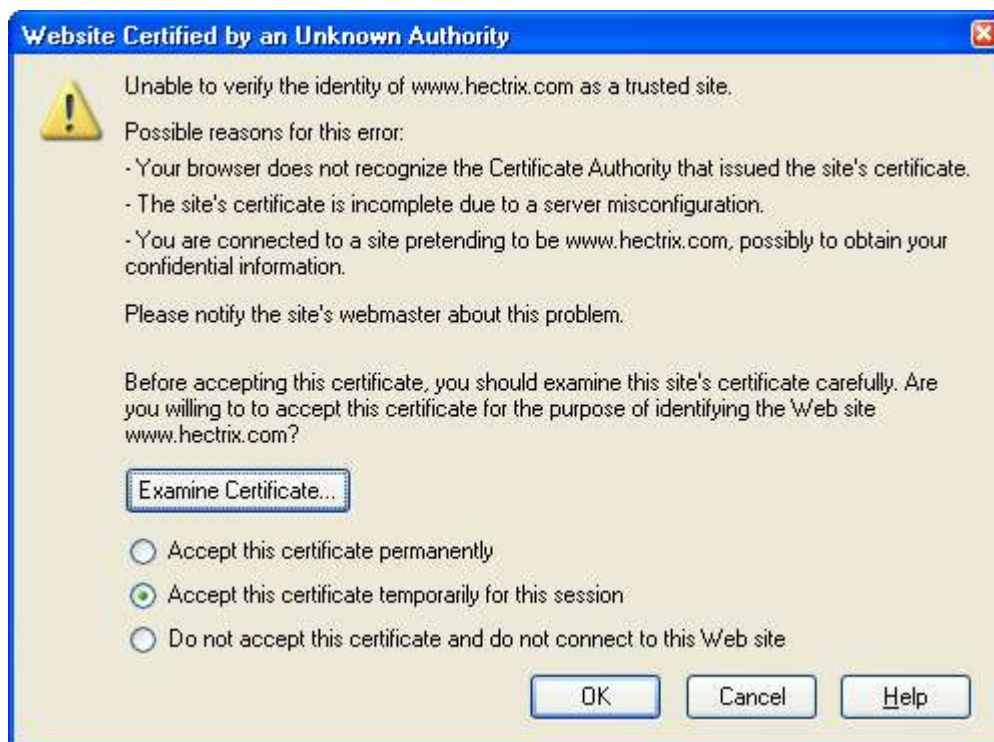 Website Certified by an Unknown Authority
Unable to verify the identity of www.hectrix.com as a trusted site.
Possible reasons for this error:
- Your browser does not recognize the Certificate Authority that issued the site's certificate.
- The site's certificate is incomplete due to a server misconfiguration.
- You are connected to a site pretending to be www.hectrix.com, possibly to obtain your
confidential information.
Please notify the site's webmaster about this problem.
Before accepting this certificate, you should examine this site's certificate carefully. Are
you willing to to accept this certificate for the purpose of identifying the Web site
www.hectrix.com?
Examine Certificate...
Accept this certificate permanently
Accept this certificate temporarily for this session
Do not accept this certificate and do not connect to this Web site
OK Cancel Help